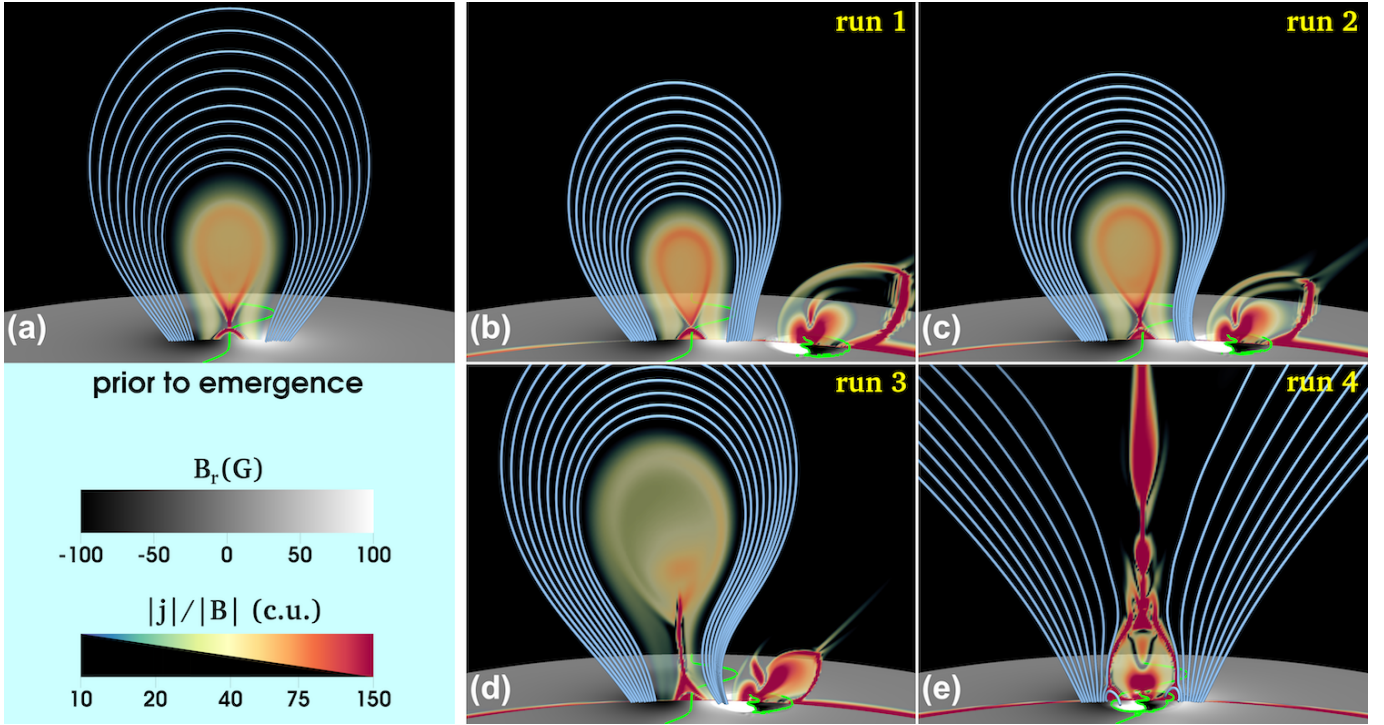 (a)
run 1
(b)
run 2
(c)
prior to emergence
B_r(G)
-100 -50 0 50 100
|j|/|B| (c.u.)
10 20 40 75 150
run 3
(d)
run 4
(e)